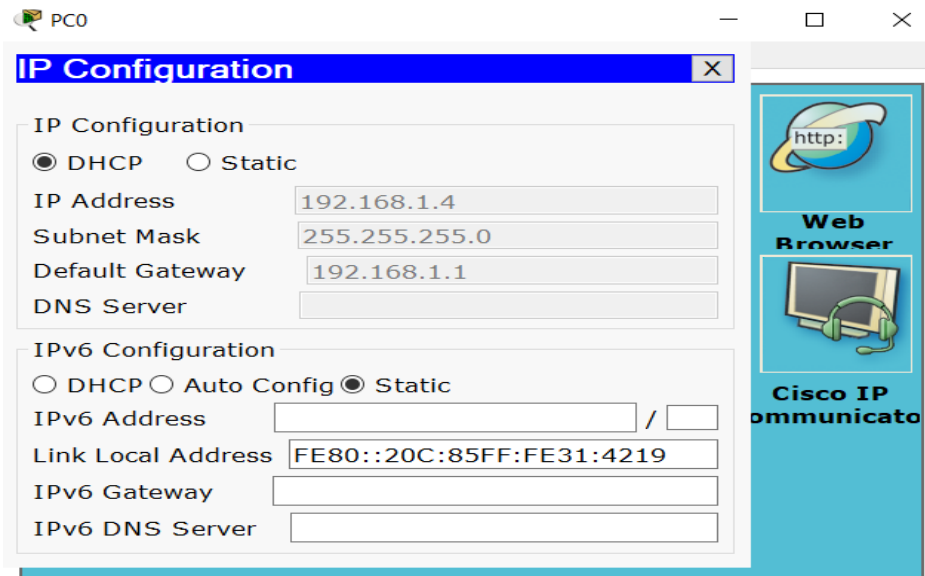 PC0
IP Configuration X
IP Configuration
DHCP Static
IP Address 192.168.1.4
Subnet Mask 255.255.255.0
Default Gateway 192.168.1.1
DNS Server
IPv6 Configuration
DHCP Auto Config Static
IPv6 Address /
Link Local Address FE80::20C:85FF:FE31:4219
IPv6 Gateway
IPv6 DNS Server
http:
Web
Browser
Cisco IP
ommunicato